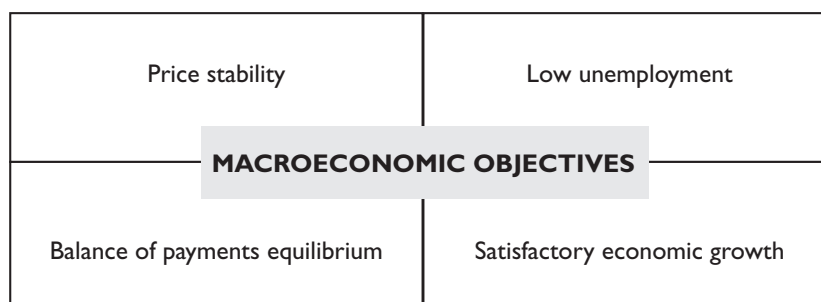 Price stability
Low unemployment
MACROECONOMIC OBJECTIVES
Balance of payments equilibrium
Satisfactory economic growth